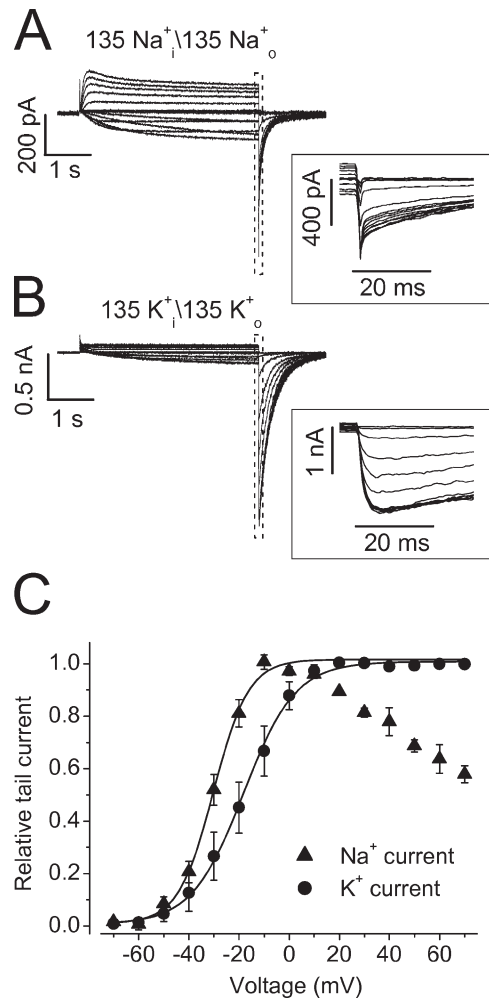 A
135 Na+i\135 Na+o
200 pA
1 s
400 pA
20 ms
B
135 K+i\135 K+o
0.5 nA
1 s
1 nA
20 ms
C
Relative tail current
1.0
0.8
0.6
0.4
0.2
0.0
Na+ current
K+ current
-60 -40 -20 0 20 40 60
Voltage (mV)